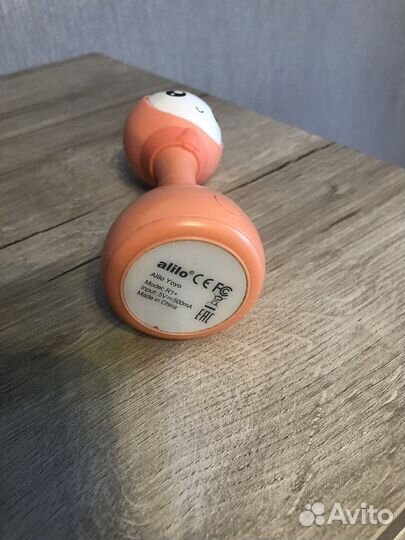 alilo® CE FC
Alilo Yoyo
Model: R1+
Input: 5V⎓500mA
Made in China
EAC
Avito